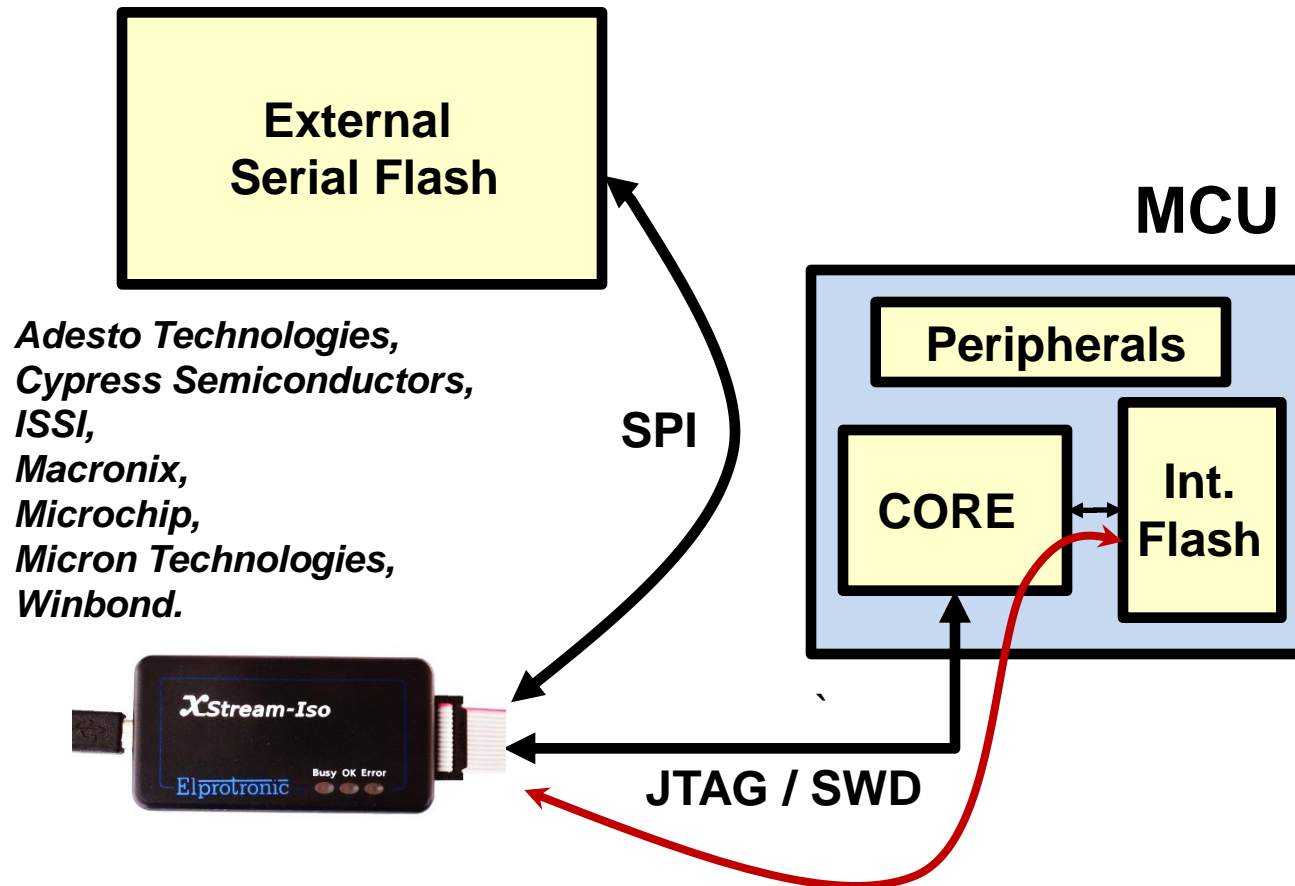 External
Serial Flash
MCU
Adesto Technologies,
Cypress Semiconductors,
ISSI,
Macronix,
Microchip,
Micron Technologies,
Winbond.
SPI
Peripherals
CORE
Int.
Flash
XStream-Iso
Busy OK Error
Elprotronic
`
JTAG / SWD